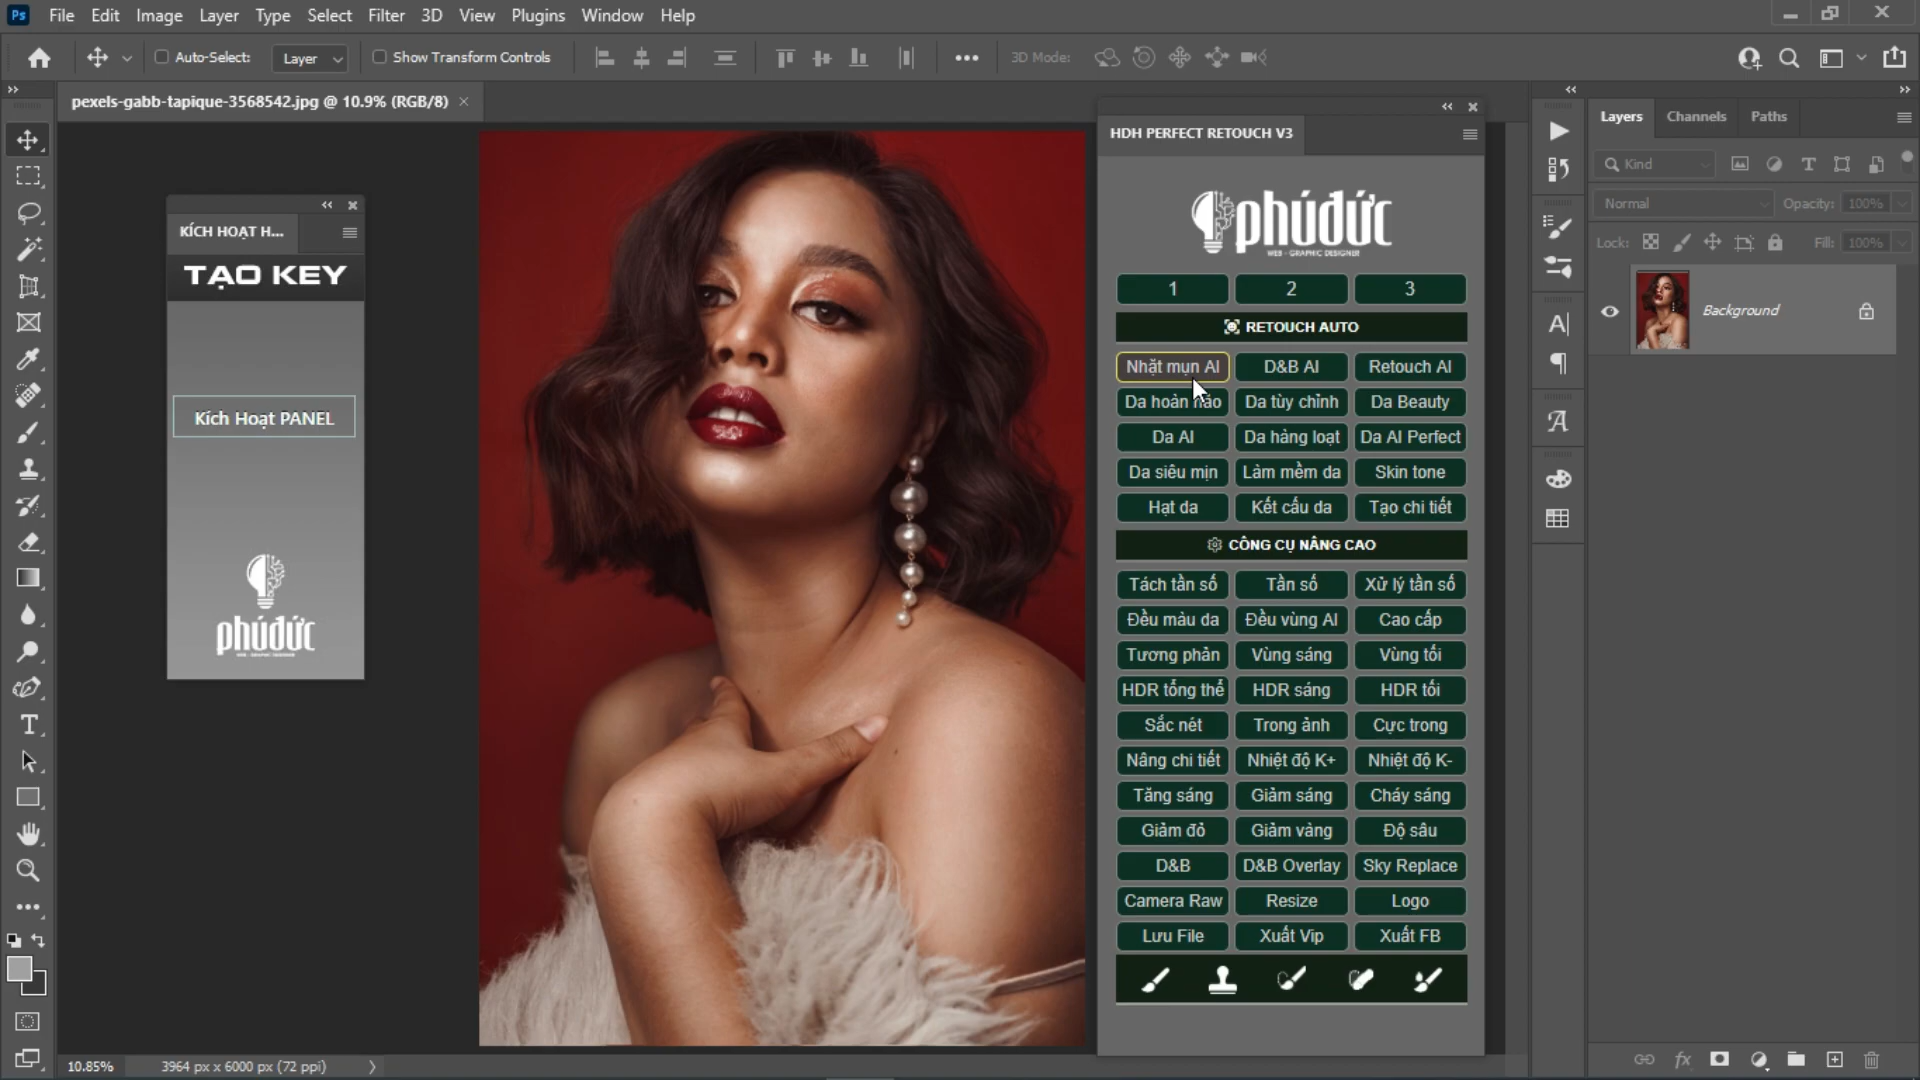 Ps File Edit Image Layer Type Select Filter 3D View Plugins Window Help
Auto-Select: Layer Show Transform Controls 3D Mode:
pexels-gabb-tapique-3568542.jpg @ 10.9% (RGB/8)
KÍCH HOẠT H...
TẠO KEY
Kích Hoạt PANEL
phúđức
WEB - GRAPHIC DESIGNER
HDH PERFECT RETOUCH V3
phúđức
WEB - GRAPHIC DESIGNER
1 2 3
RETOUCH AUTO
Nhặt mụn AI D&B AI Retouch AI
Da hoàn hảo Da tùy chỉnh Da Beauty
Da AI Da hàng loạt Da AI Perfect
Da siêu mịn Làm mềm da Skin tone
Hạt da Kết cấu da Tạo chi tiết
CÔNG CỤ NÂNG CAO
Tách tần số Tần số Xử lý tần số
Đều màu da Đều vùng AI Cao cấp
Tương phản Vùng sáng Vùng tối
HDR tổng thể HDR sáng HDR tối
Sắc nét Trong ảnh Cực trong
Nâng chi tiết Nhiệt độ K+ Nhiệt độ K-
Tăng sáng Giảm sáng Cháy sáng
Giảm đỏ Giảm vàng Độ sâu
D&B D&B Overlay Sky Replace
Camera Raw Resize Logo
Lưu File Xuất Vip Xuất FB
Layers Channels Paths
Kind
Normal Opacity: 100%
Lock: Fill: 100%
Background
10.85% 3964 px x 6000 px (72 ppi)